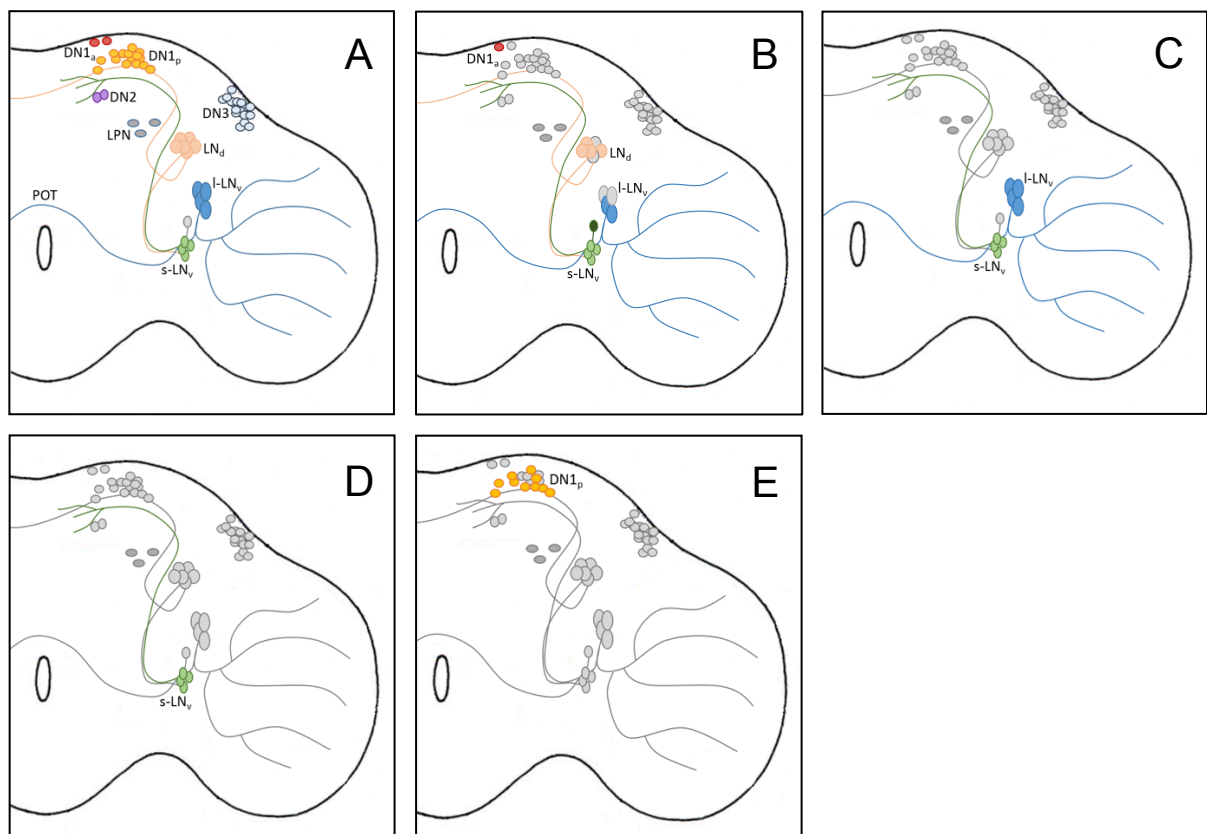 A
DN1a
DN1p
DN2
DN3
LPN
LNd
l-LNv
POT
s-LNv
B
DN1a
LNd
l-LNv
s-LNv
C
l-LNv
s-LNv
D
s-LNv
E
DN1p